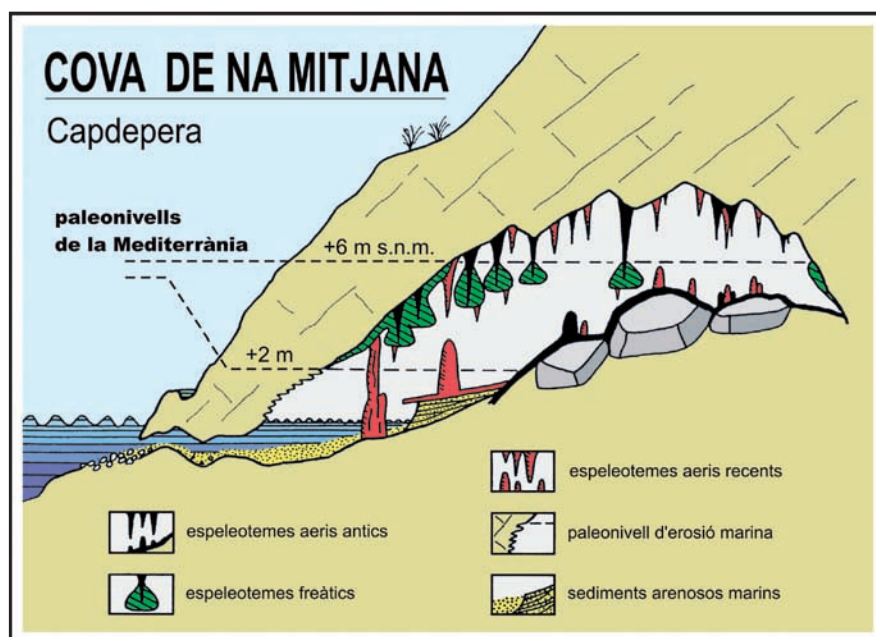 COVA DE NA MITJANA
Capdepera
paleonivells
de la Mediterrània
+6 m s.n.m.
+2 m
espeleotemes aeris antics
espeleotemes freàtics
espeleotemes aeris recents
paleonivell d'erosió marina
sediments arenosos marins